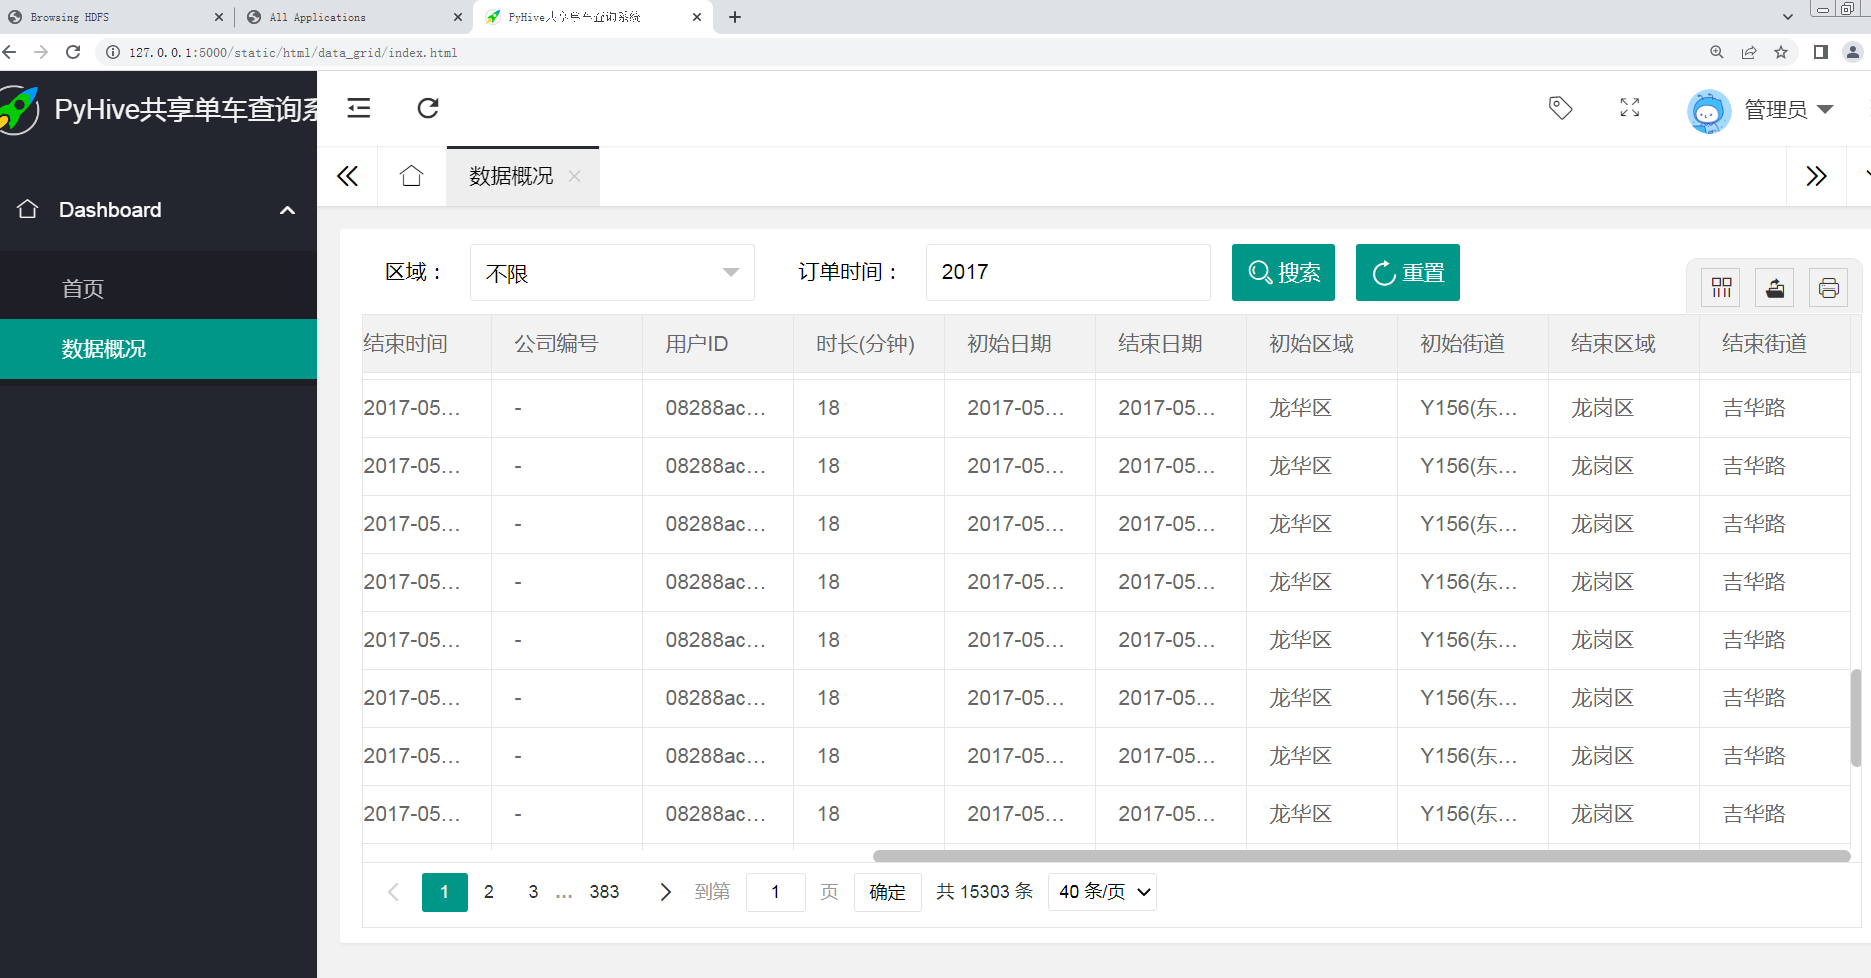 Browsing HDFS
All Applications
PyHive共享单车查询系统
127.0.0.1:5000/static/html/data_grid/index.html
PyHive共享单车查询系
管理员
数据概况
Dashboard
首页
数据概况
区域： 不限 订单时间： 2017 搜索 重置
结束时间 公司编号 用户ID 时长(分钟) 初始日期 结束日期 初始区域 初始街道 结束区域 结束街道
2017-05... - 08288ac... 18 2017-05... 2017-05... 龙华区 Y156(东... 龙岗区 吉华路
2017-05... - 08288ac... 18 2017-05... 2017-05... 龙华区 Y156(东... 龙岗区 吉华路
2017-05... - 08288ac... 18 2017-05... 2017-05... 龙华区 Y156(东... 龙岗区 吉华路
2017-05... - 08288ac... 18 2017-05... 2017-05... 龙华区 Y156(东... 龙岗区 吉华路
2017-05... - 08288ac... 18 2017-05... 2017-05... 龙华区 Y156(东... 龙岗区 吉华路
2017-05... - 08288ac... 18 2017-05... 2017-05... 龙华区 Y156(东... 龙岗区 吉华路
2017-05... - 08288ac... 18 2017-05... 2017-05... 龙华区 Y156(东... 龙岗区 吉华路
2017-05... - 08288ac... 18 2017-05... 2017-05... 龙华区 Y156(东... 龙岗区 吉华路
1 2 3 ... 383 到第 1 页 确定 共 15303 条 40 条/页